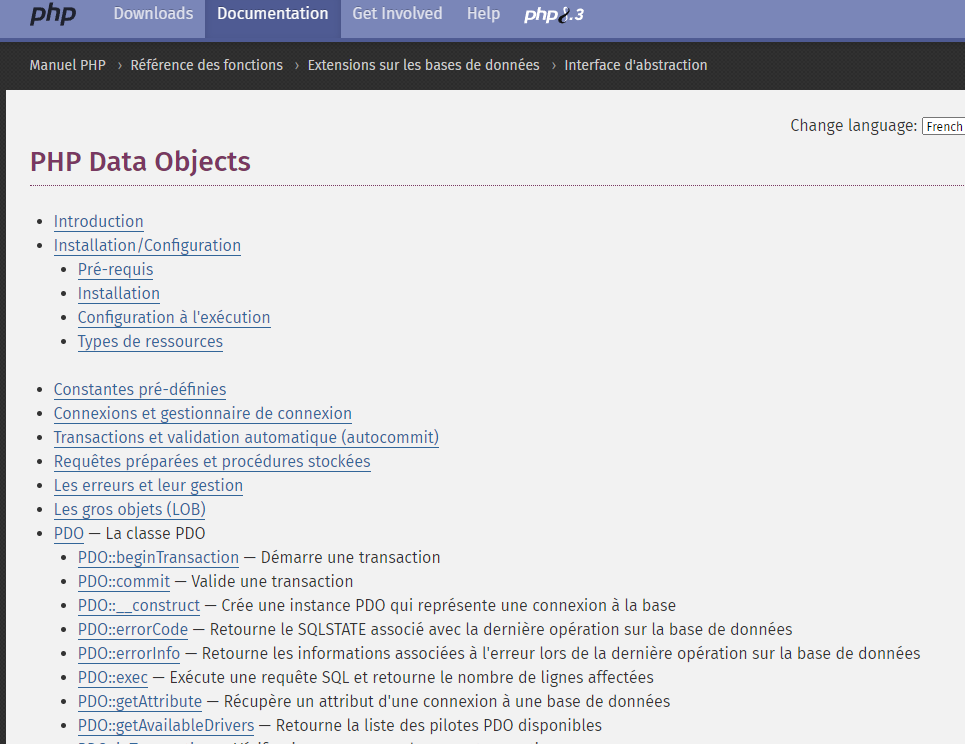 php Downloads Documentation Get Involved Help php8.3
Manuel PHP › Référence des fonctions › Extensions sur les bases de données › Interface d'abstraction
Change language: French
PHP Data Objects
• Introduction
• Installation/Configuration
• Pré-requis
• Installation
• Configuration à l'exécution
• Types de ressources
• Constantes pré-définies
• Connexions et gestionnaire de connexion
• Transactions et validation automatique (autocommit)
• Requêtes préparées et procédures stockées
• Les erreurs et leur gestion
• Les gros objets (LOB)
• PDO — La classe PDO
• PDO::beginTransaction — Démarre une transaction
• PDO::commit — Valide une transaction
• PDO::__construct — Crée une instance PDO qui représente une connexion à la base
• PDO::errorCode — Retourne le SQLSTATE associé avec la dernière opération sur la base de données
• PDO::errorInfo — Retourne les informations associées à l'erreur lors de la dernière opération sur la base de données
• PDO::exec — Exécute une requête SQL et retourne le nombre de lignes affectées
• PDO::getAttribute — Récupère un attribut d'une connexion à une base de données
• PDO::getAvailableDrivers — Retourne la liste des pilotes PDO disponibles